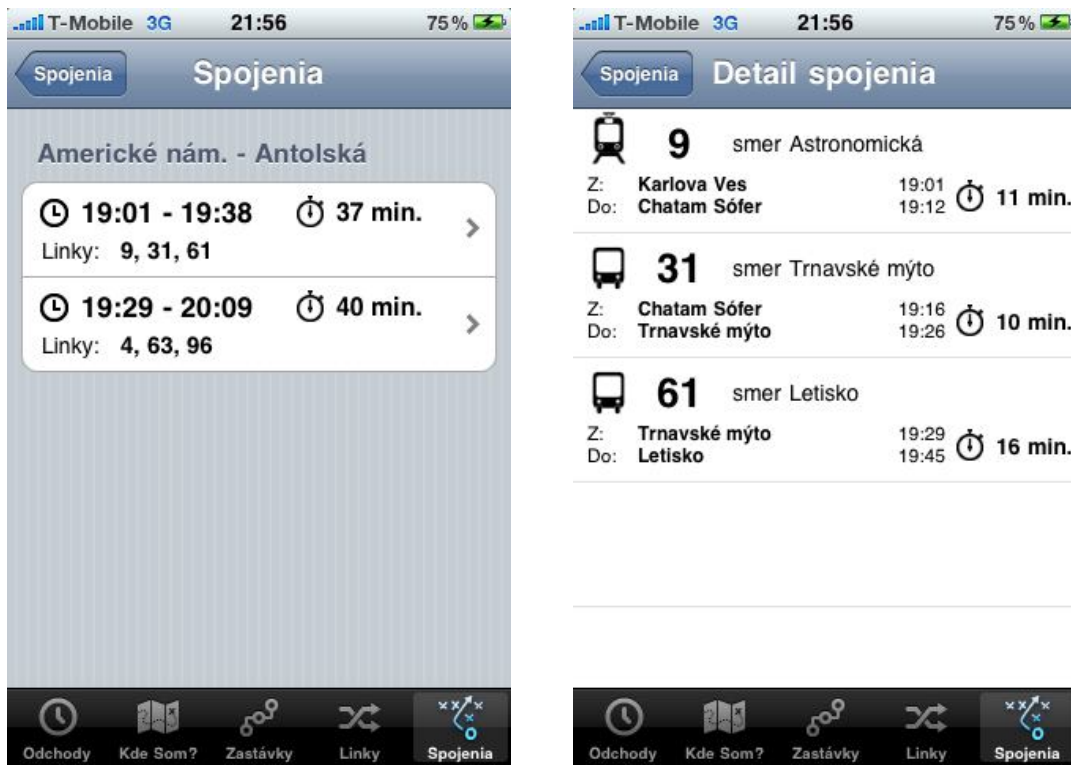 T-Mobile 3G 21:56 75 %
Spojenia Spojenia
Americké nám. - Antolská
19:01 - 19:38 37 min.
Linky: 9, 31, 61
19:29 - 20:09 40 min.
Linky: 4, 63, 96
Odchody Kde Som? Zastávky Linky Spojenia
T-Mobile 3G 21:56 75 %
Spojenia Detail spojenia
9 smer Astronomická
Z: Karlova Ves 19:01
Do: Chatam Sófer 19:12 11 min.
31 smer Trnavské mýto
Z: Chatam Sófer 19:16
Do: Trnavské mýto 19:26 10 min.
61 smer Letisko
Z: Trnavské mýto 19:29
Do: Letisko 19:45 16 min.
Odchody Kde Som? Zastávky Linky Spojenia